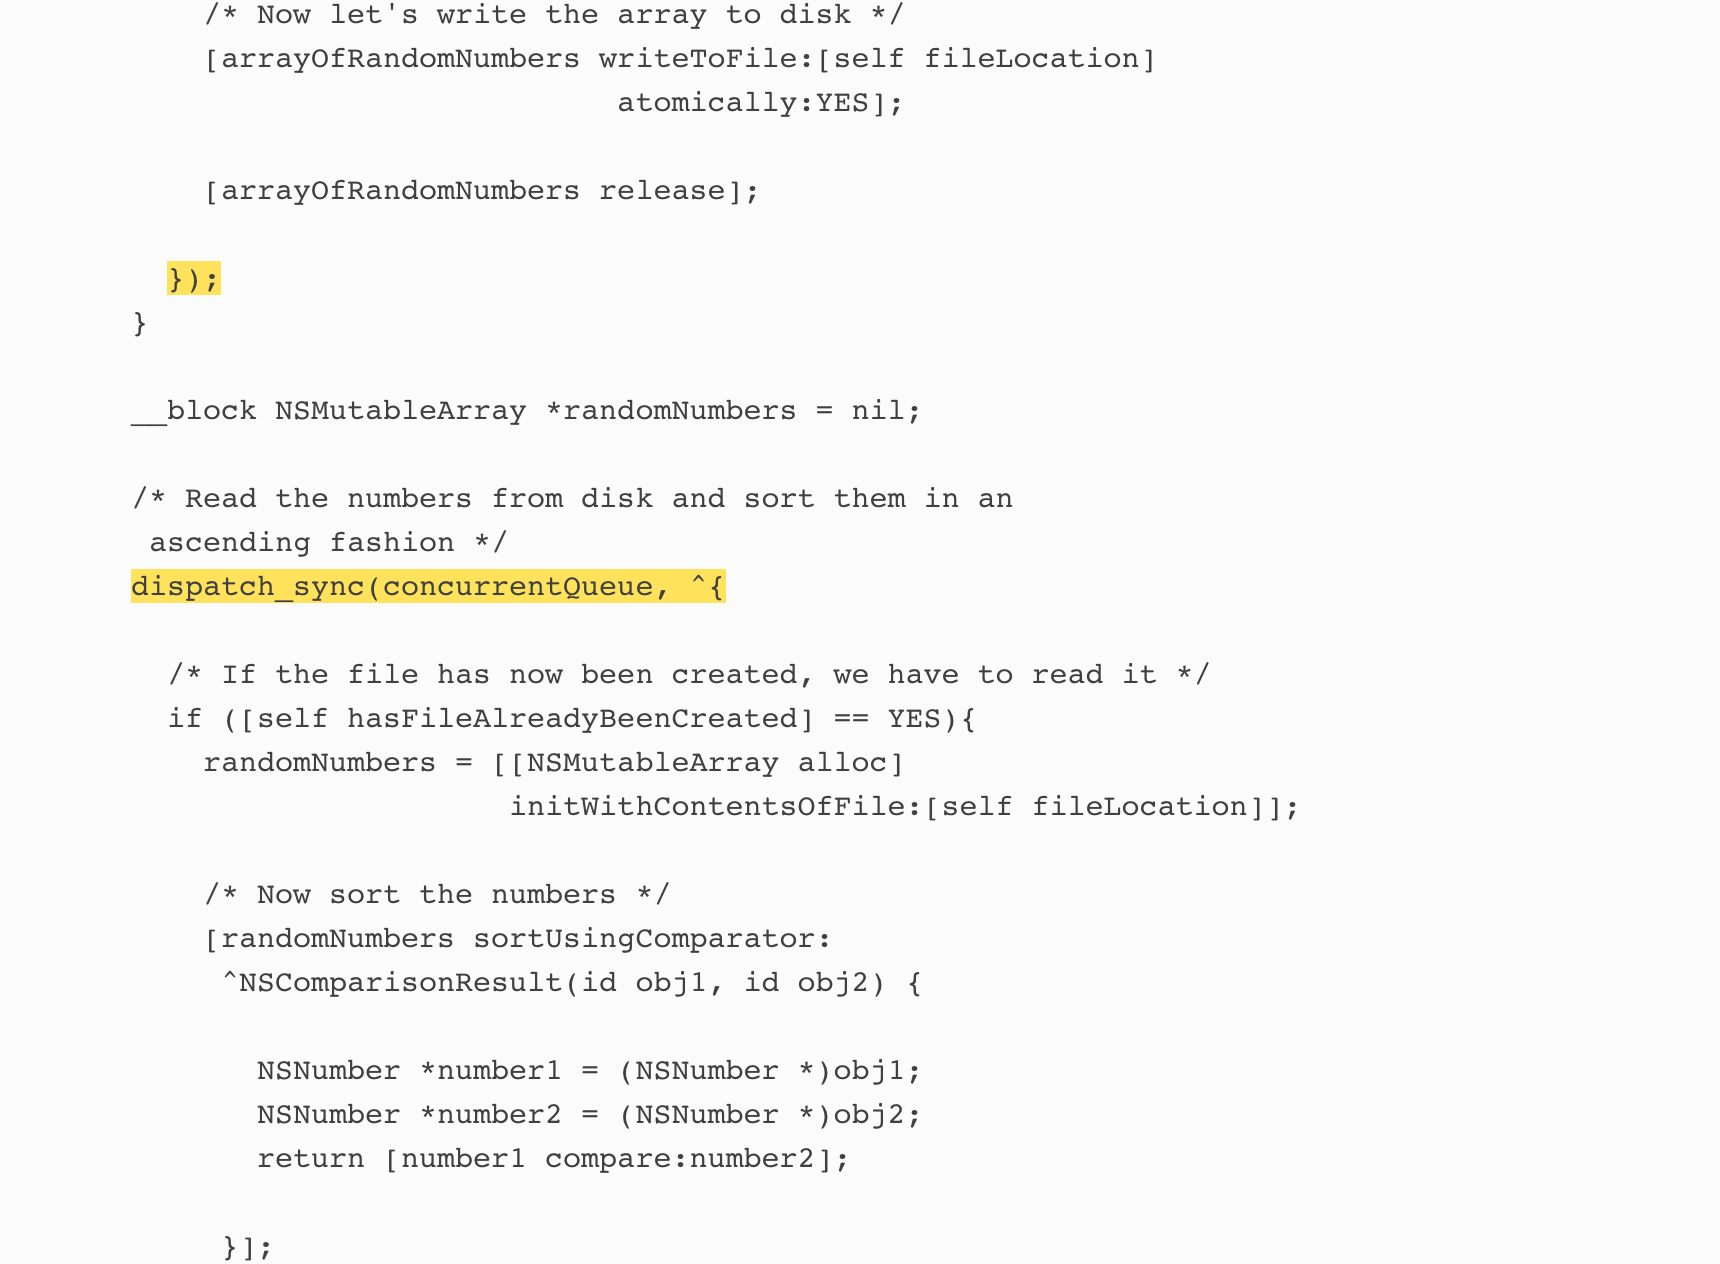 /* Now let's write the array to disk */
[arrayOfRandomNumbers writeToFile:[self fileLocation]
atomically:YES];
[arrayOfRandomNumbers release];
});
}
__block NSMutableArray *randomNumbers = nil;
/* Read the numbers from disk and sort them in an
ascending fashion */
dispatch_sync(concurrentQueue, ^{
/* If the file has now been created, we have to read it */
if ([self hasFileAlreadyBeenCreated] == YES){
randomNumbers = [[NSMutableArray alloc]
initWithContentsOfFile:[self fileLocation]];
/* Now sort the numbers */
[randomNumbers sortUsingComparator:
^NSComparisonResult(id obj1, id obj2) {
NSNumber *number1 = (NSNumber *)obj1;
NSNumber *number2 = (NSNumber *)obj2;
return [number1 compare:number2];
}];